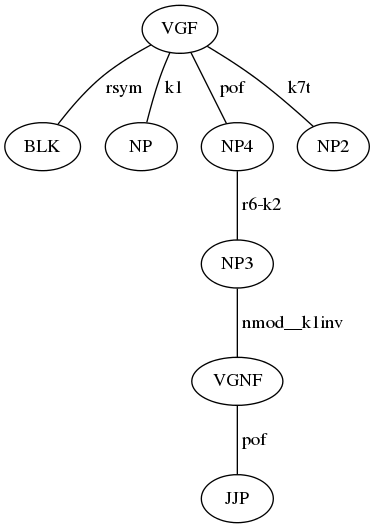 VGF
rsym k1 pof k7t
BLK NP NP4 NP2
r6-k2
NP3
nmod__k1inv
VGNF
pof
JJP